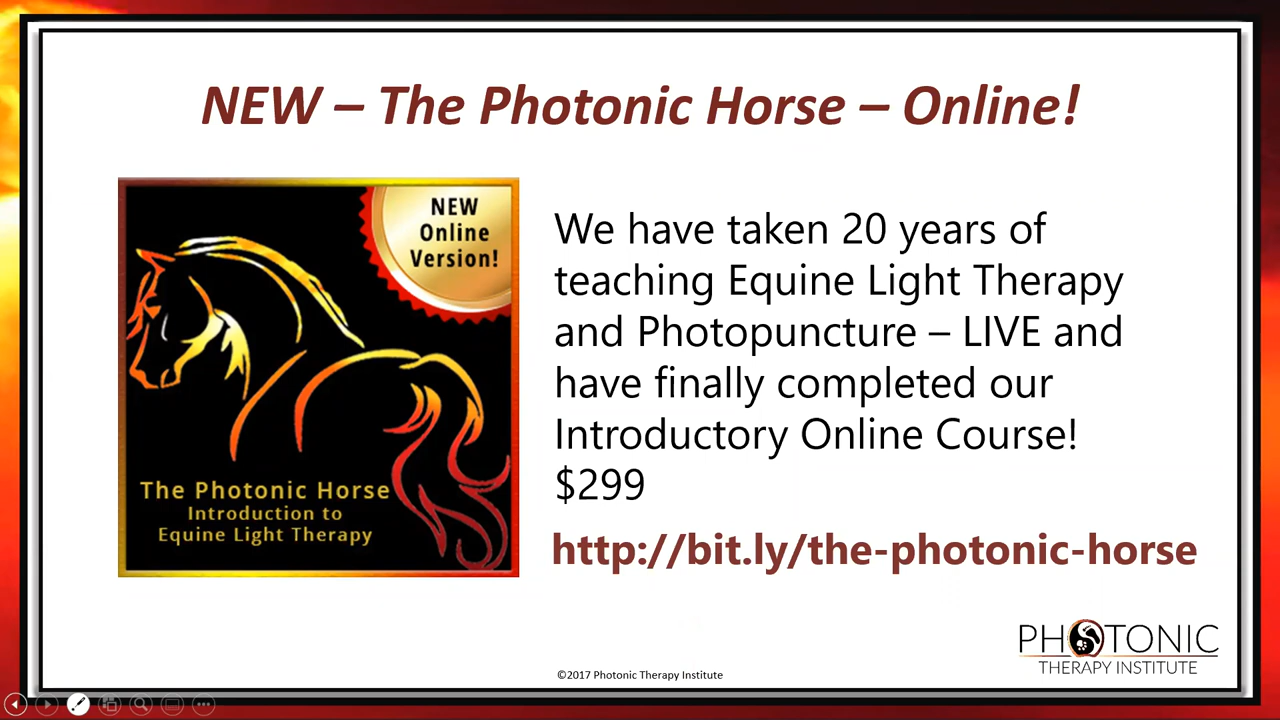 NEW – The Photonic Horse – Online!
NEW
Online
Version!
The Photonic Horse
Introduction to
Equine Light Therapy
We have taken 20 years of
teaching Equine Light Therapy
and Photopuncture – LIVE and
have finally completed our
Introductory Online Course!
$299
http://bit.ly/the-photonic-horse
PHOTONIC
THERAPY INSTITUTE
©2017 Photonic Therapy Institute